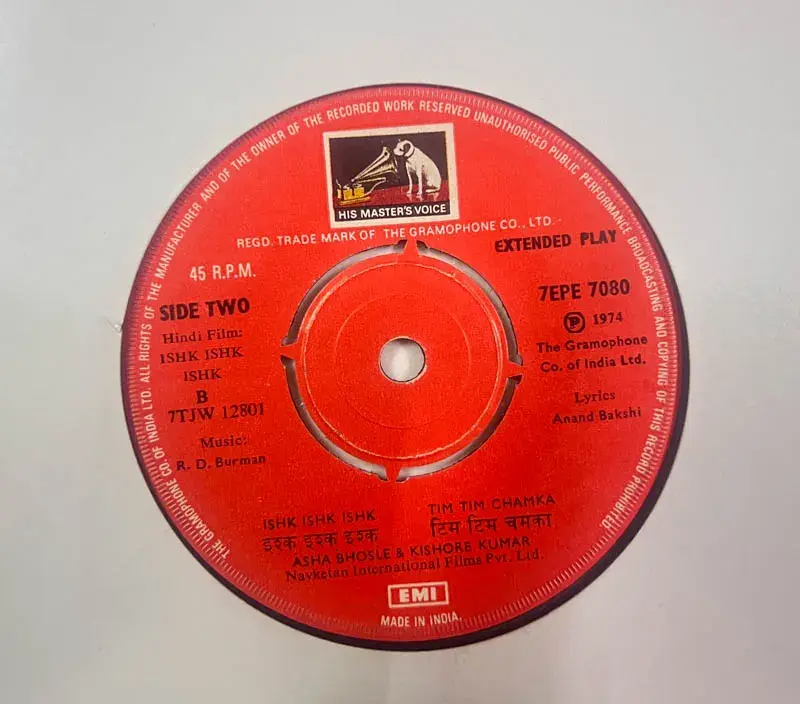 THE GRAMOPHONE CO. OF INDIA LTD. ALL RIGHTS OF THE MANUFACTURER AND OF THE OWNER OF THE RECORDED WORK RESERVED UNAUTHORISED PUBLIC PERFORMANCE BROADCASTING AND COPYING OF THIS RECORD PROHIBITED.
HIS MASTER'S VOICE
REGD. TRADE MARK OF THE GRAMOPHONE CO., LTD.
EXTENDED PLAY
45 R.P.M.
SIDE TWO
Hindi Film:
ISHK ISHK
ISHK
B
7TJW 12801
Music:
R. D. Burman
7EPE 7080
Ⓟ 1974
The Gramophone
Co. of India Ltd.
Lyrics
Anand Bakshi
ISHK ISHK ISHK TIM TIM CHAMKA
इश्क इश्क इश्क टिम टिम चमका
ASHA BHOSLE & KISHORE KUMAR
Navketan International Films Pvt. Ltd.
EMI
MADE IN INDIA.